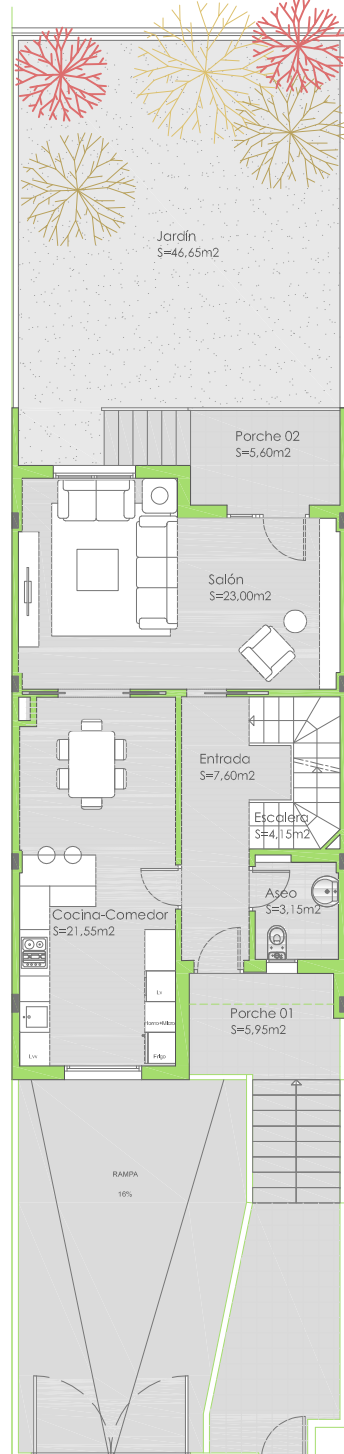 Jardín
S=46,65m2
Porche 02
S=5,60m2
Salón
S=23,00m2
Entrada
S=7,60m2
Escalera
S=4,15m2
Aseo
S=3,15m2
Cocina-Comedor
S=21,55m2
Lv
Horno+Micro
Frigo
Lvv
Porche 01
S=5,95m2
RAMPA
16%